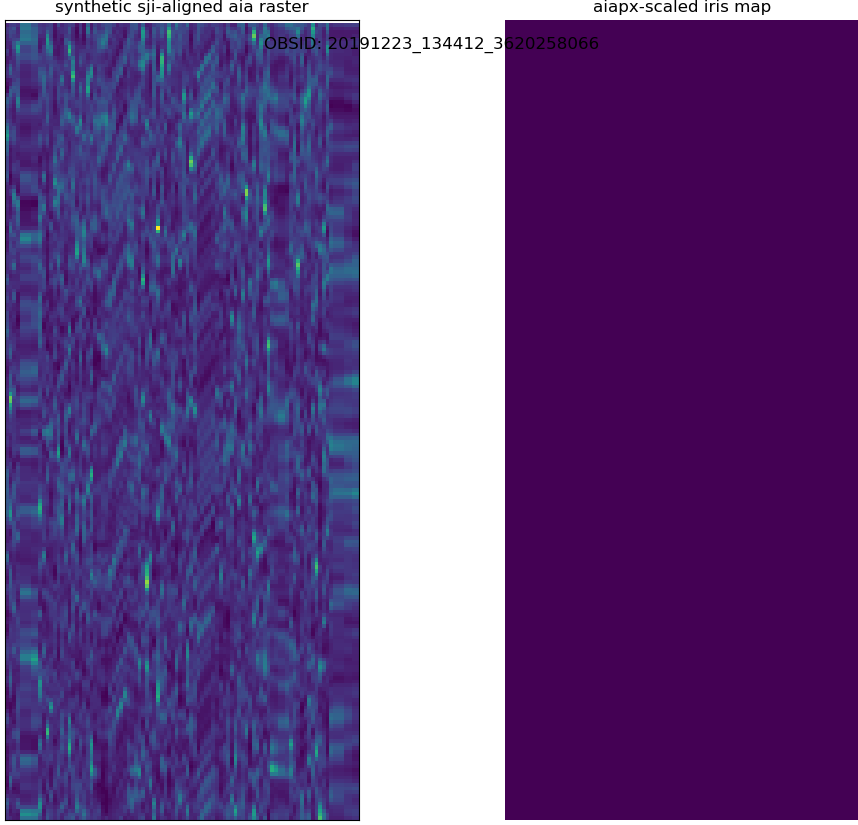 synthetic sji-aligned aia raster
aiapx-scaled iris map
OBSID: 20191223_134412_3620258066